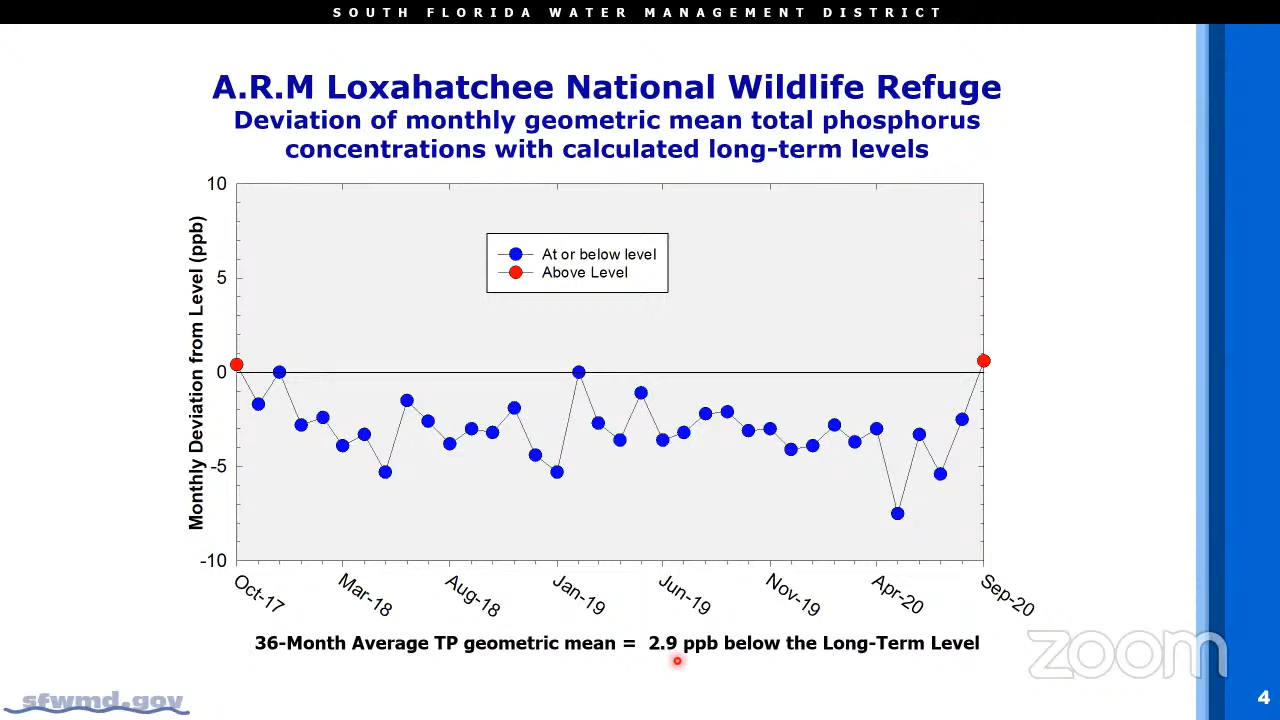 SOUTH FLORIDA WATER MANAGEMENT DISTRICT
A.R.M Loxahatchee National Wildlife Refuge
Deviation of monthly geometric mean total phosphorus
concentrations with calculated long-term levels
Monthly Deviation from Level (ppb)
10
5
0
-5
-10
At or below level
Above Level
Oct-17
Mar-18
Aug-18
Jan-19
Jun-19
Nov-19
Apr-20
Sep-20
36-Month Average TP geometric mean = 2.9 ppb below the Long-Term Level
zoom
sfwmd.gov
4